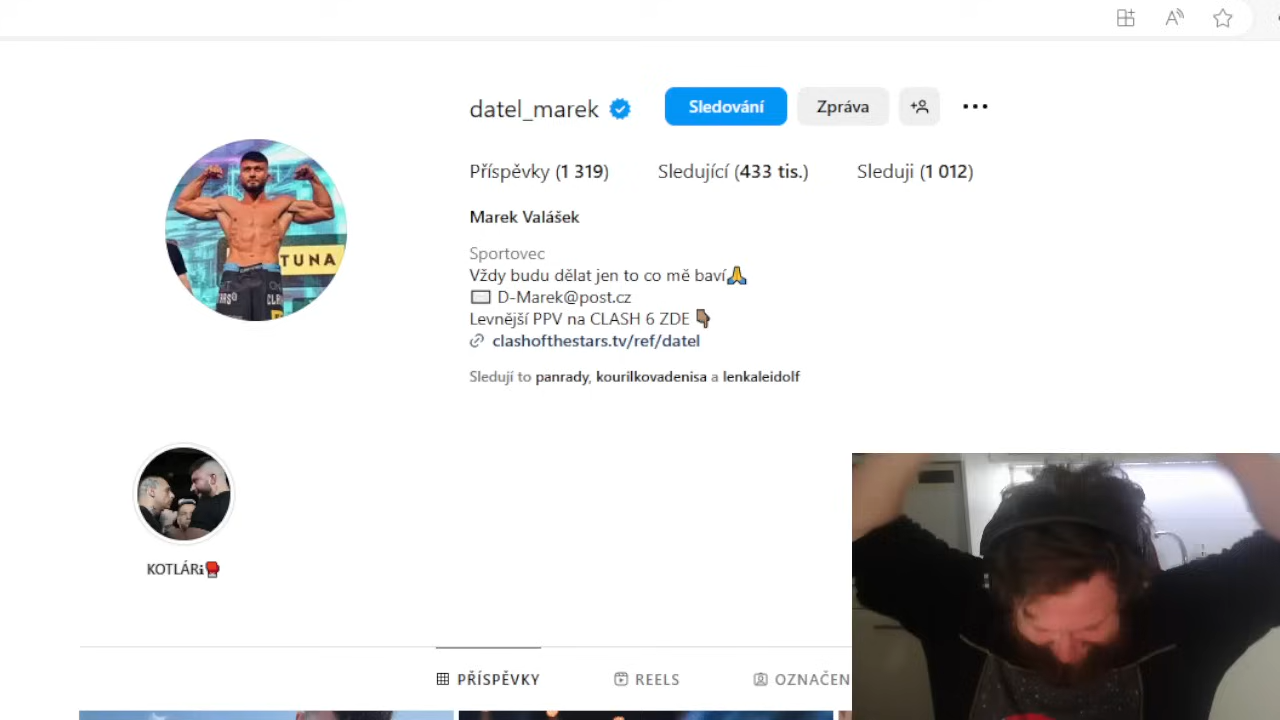 datel_marek
Sledování
Zpráva
Příspěvky (1 319)
Sledující (433 tis.)
Sleduji (1 012)
Marek Valášek
Sportovec
Vždy budu dělat jen to co mě baví🙏
D-Marek@post.cz
Levnější PPV na CLASH 6 ZDE 👇🏾
clashofthestars.tv/ref/datel
Sledují to panrady, kourilkovadenisa a lenkaleidolf
TUNA
KOTLÁRi🥊
PŘÍSPĚVKY
REELS
OZNAČEN